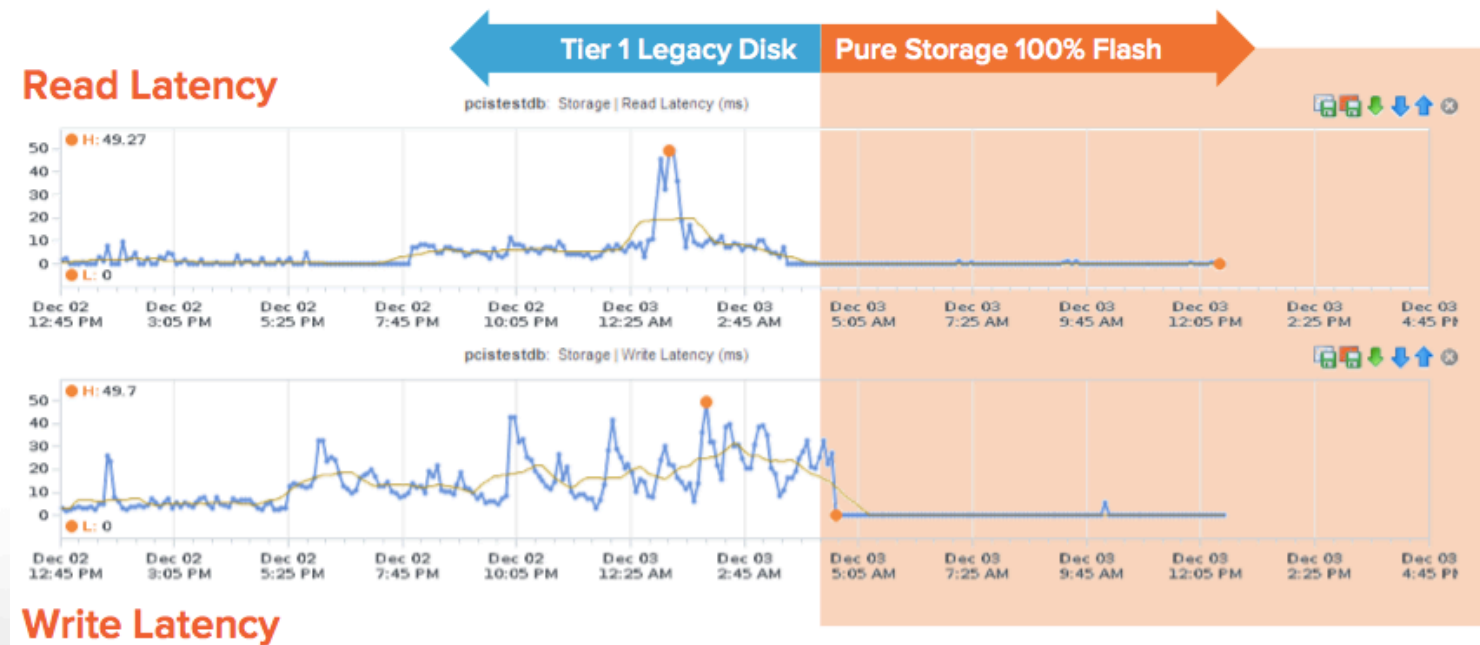 Tier 1 Legacy Disk Pure Storage 100% Flash
Read Latency
pcistestdb: Storage | Read Latency (ms)
H: 49.27
50
40
30
20
10
0
L: 0
Dec 02 Dec 02 Dec 02 Dec 02 Dec 02 Dec 03 Dec 03 Dec 03 Dec 03 Dec 03 Dec 03 Dec 03 Dec 03
12:45 PM 3:05 PM 5:25 PM 7:45 PM 10:05 PM 12:25 AM 2:45 AM 5:05 AM 7:25 AM 9:45 AM 12:05 PM 2:25 PM 4:45 P
pcistestdb: Storage | Write Latency (ms)
H: 49.7
50
40
30
20
10
0
L: 0
Dec 02 Dec 02 Dec 02 Dec 02 Dec 02 Dec 03 Dec 03 Dec 03 Dec 03 Dec 03 Dec 03 Dec 03 Dec 03
12:45 PM 3:05 PM 5:25 PM 7:45 PM 10:05 PM 12:25 AM 2:45 AM 5:05 AM 7:25 AM 9:45 AM 12:05 PM 2:25 PM 4:45 P
Write Latency